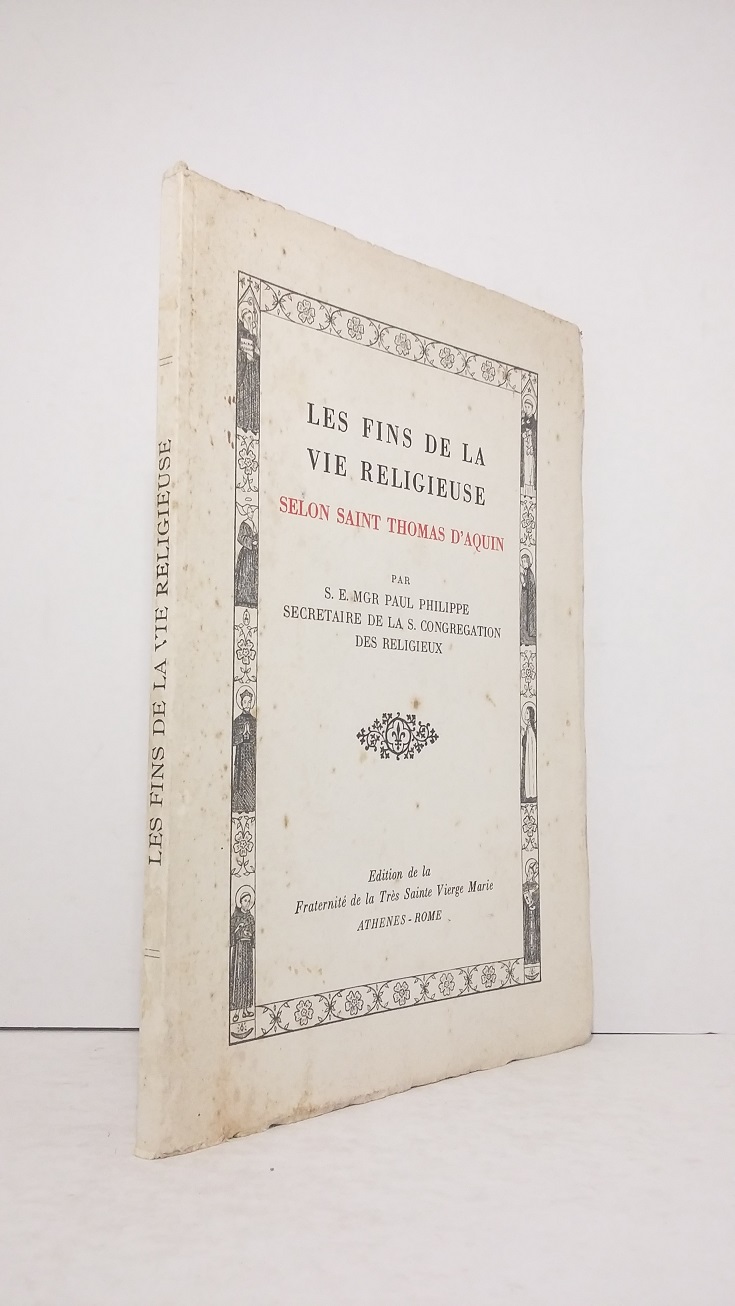 LES FINS DE LA VIE RELIGIEUSE
LES FINS DE LA
VIE RELIGIEUSE
SELON SAINT THOMAS D'AQUIN
PAR
S. E. MGR PAUL PHILIPPE
SECRETAIRE DE LA S. CONGREGATION
DES RELIGIEUX
Edition de la
Fraternité de la Très Sainte Vierge Marie
ATHENES - ROME